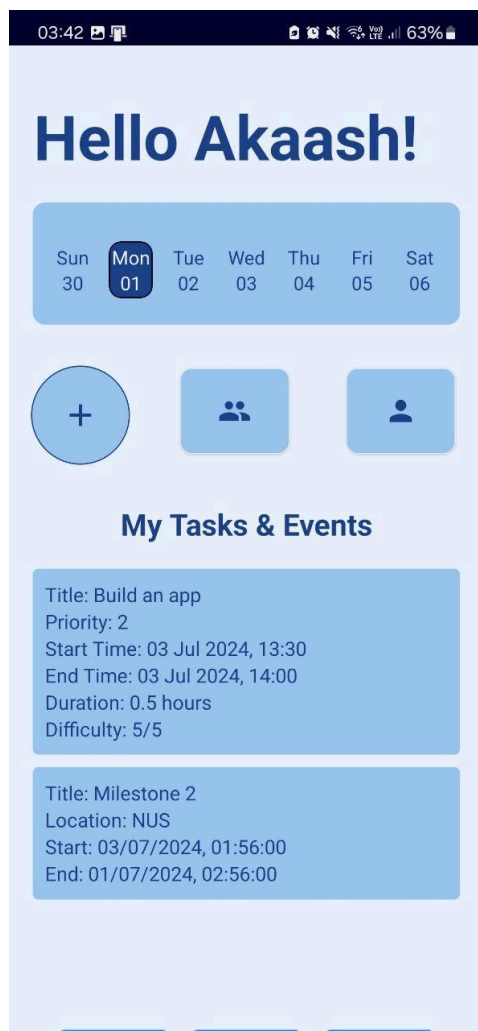 03:42 63%
Hello Akaash!
Sun Mon Tue Wed Thu Fri Sat
30 01 02 03 04 05 06
+
My Tasks & Events
Title: Build an app
Priority: 2
Start Time: 03 Jul 2024, 13:30
End Time: 03 Jul 2024, 14:00
Duration: 0.5 hours
Difficulty: 5/5
Title: Milestone 2
Location: NUS
Start: 03/07/2024, 01:56:00
End: 01/07/2024, 02:56:00